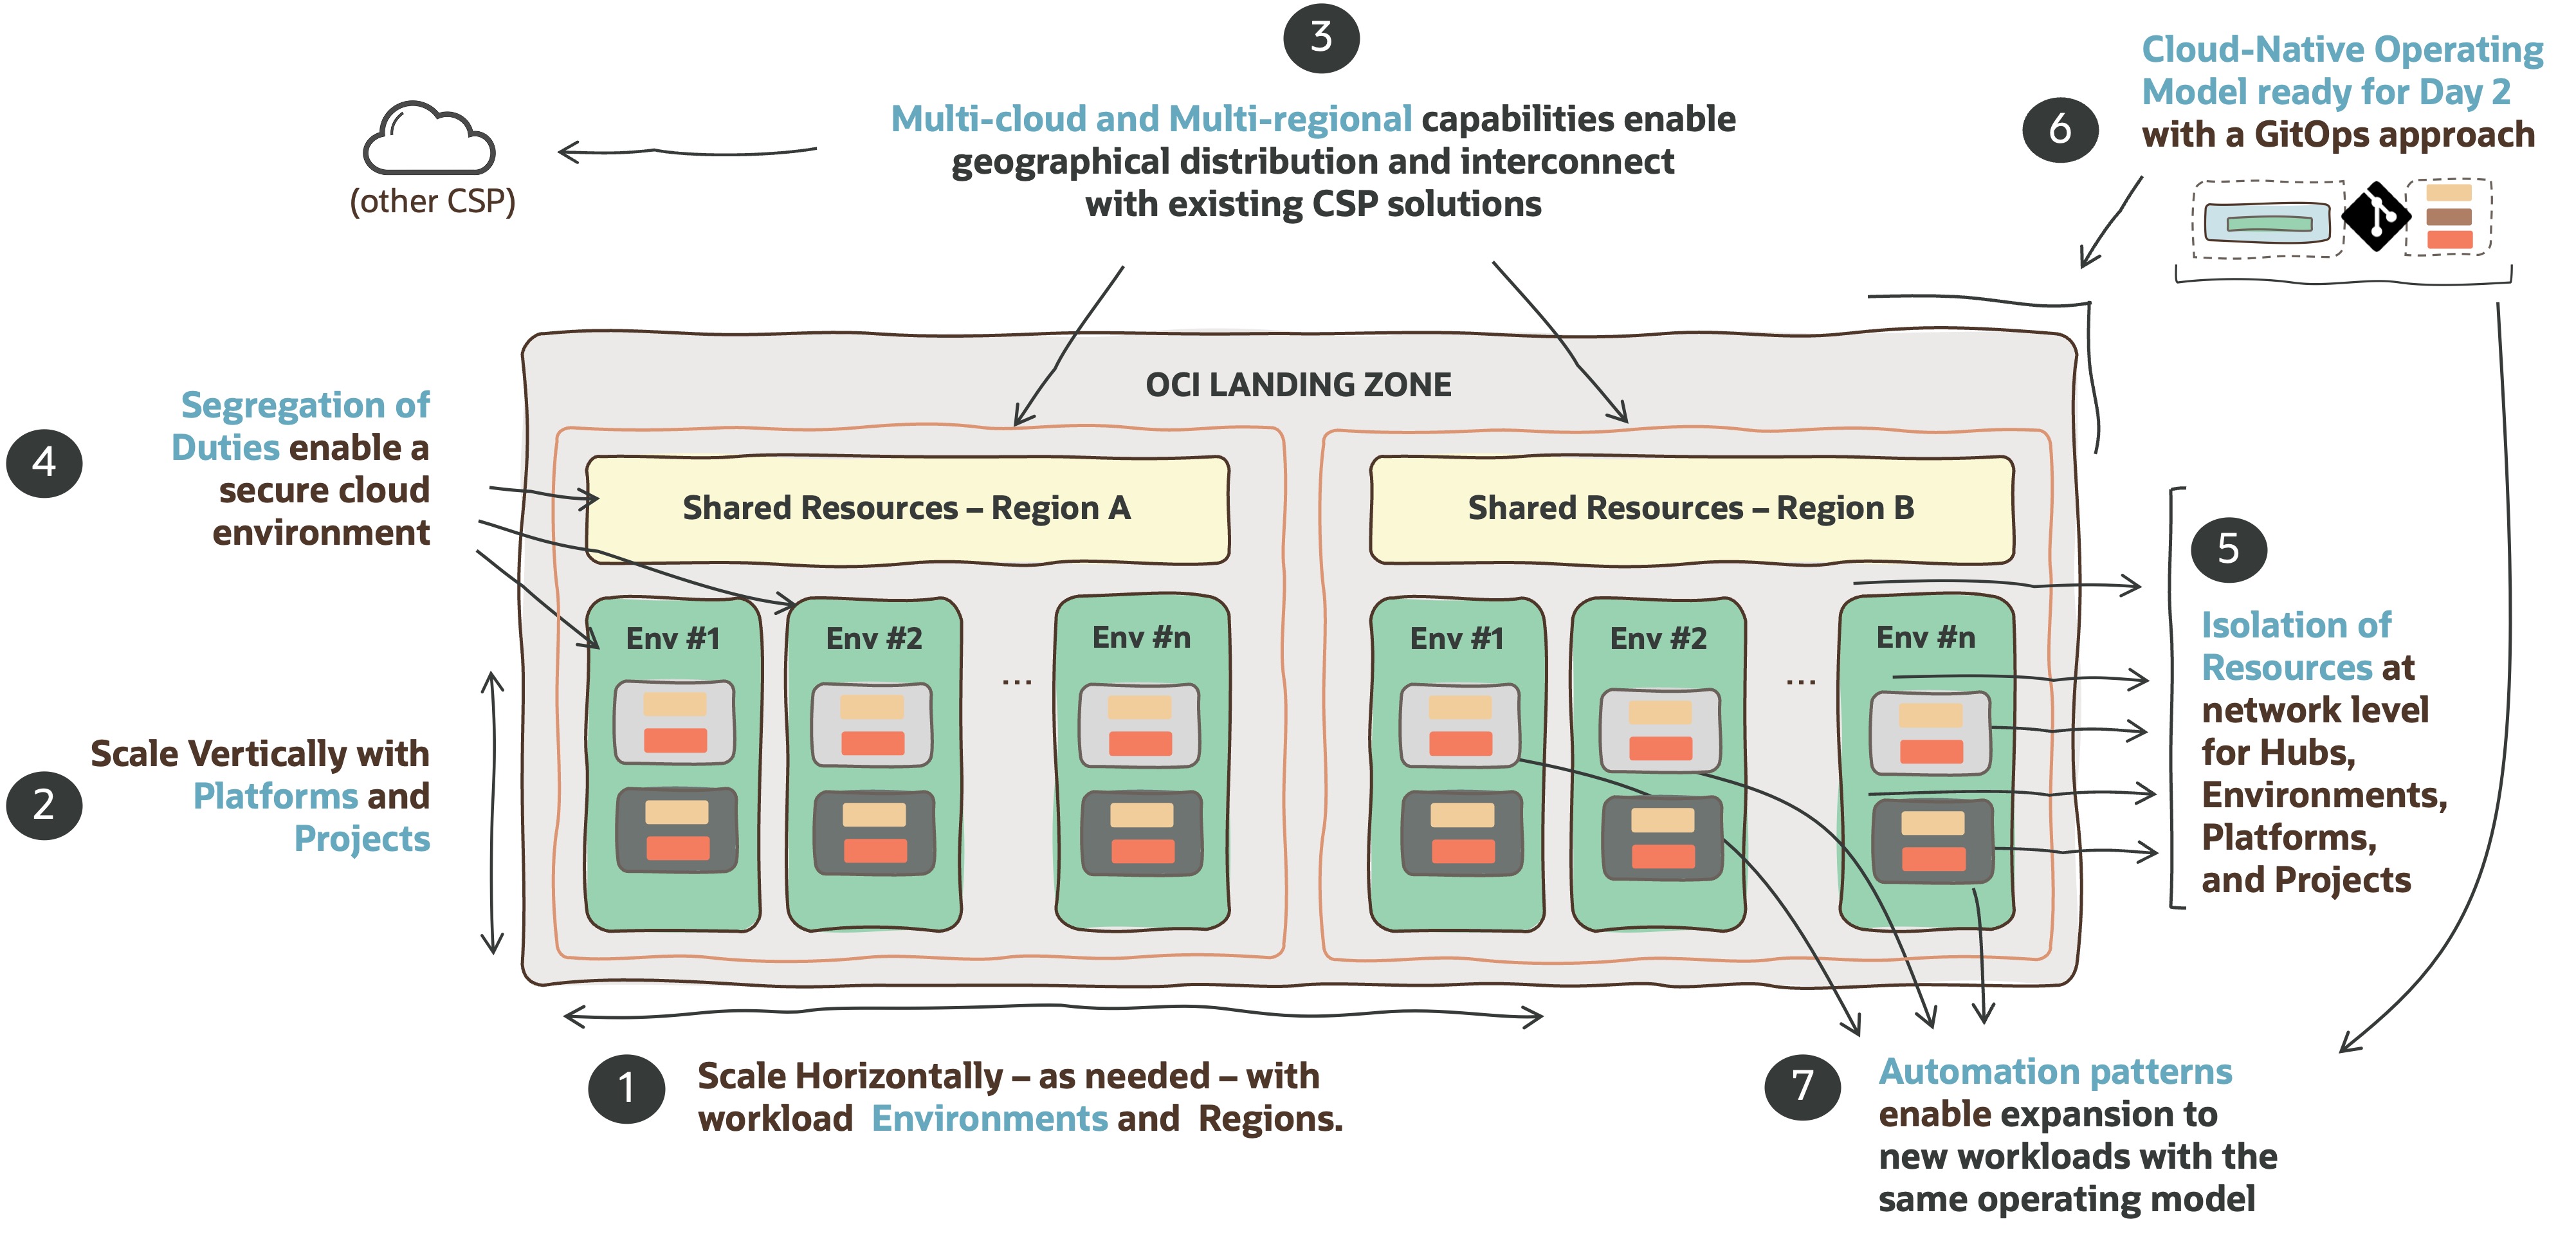 3
Multi-cloud and Multi-regional capabilities enable
geographical distribution and interconnect
with existing CSP solutions
(other CSP)
6
Cloud-Native Operating
Model ready for Day 2
with a GitOps approach
OCI LANDING ZONE
4
Segregation of
Duties enable a
secure cloud
environment
Shared Resources – Region A
Shared Resources – Region B
Env #1
Env #2
...
Env #n
Env #1
Env #2
...
Env #n
5
Isolation of
Resources at
network level
for Hubs,
Environments,
Platforms,
and Projects
2
Scale Vertically with
Platforms and
Projects
1
Scale Horizontally – as needed – with
workload Environments and Regions.
7
Automation patterns
enable expansion to
new workloads with the
same operating model